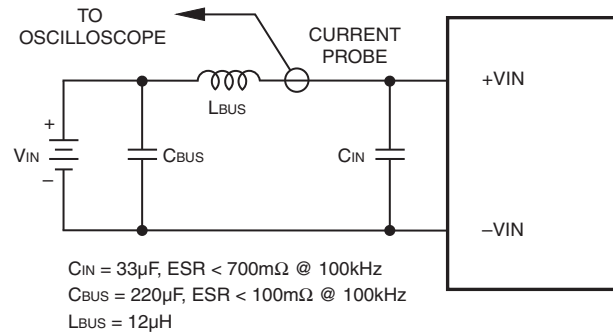 TO
OSCILLOSCOPE
CURRENT
PROBE
+VIN
LBUS
+
VIN
–
CBUS
CIN
–VIN
CIN = 33µF, ESR < 700mΩ @ 100kHz
CBUS = 220µF, ESR < 100mΩ @ 100kHz
LBUS = 12µH